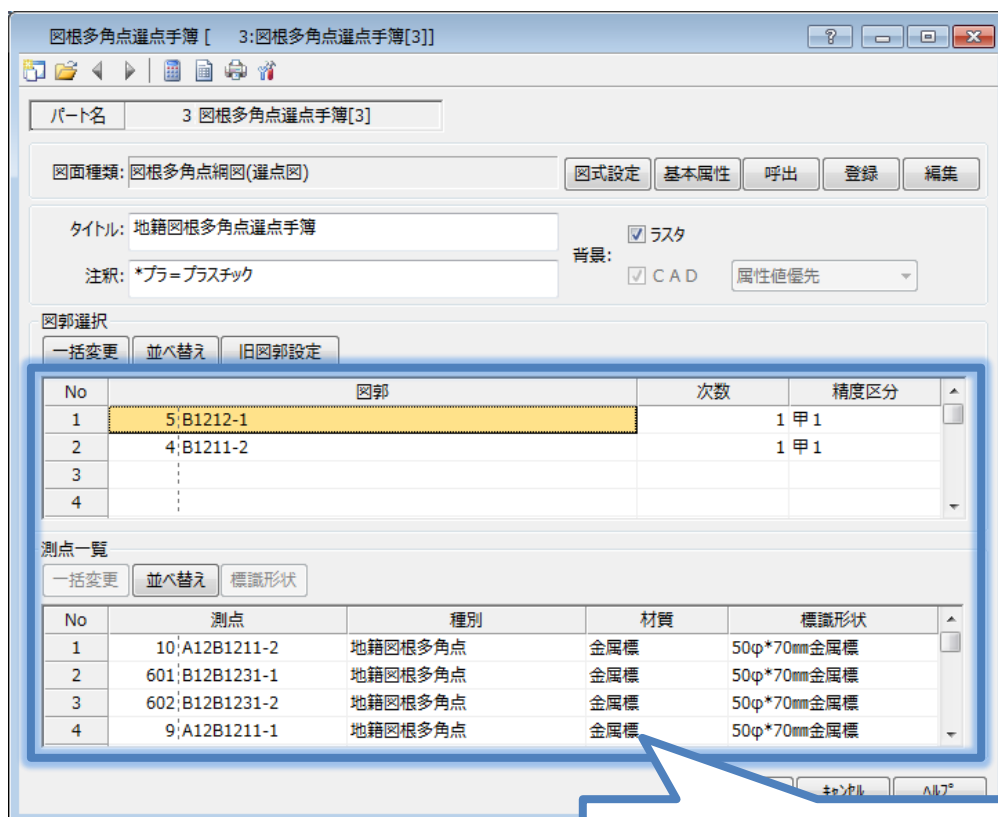 図根多角点選点手簿 [ 3:図根多角点選点手簿[3]]
パート名 3 図根多角点選点手簿[3]
図面種類: 図根多角点網図(選点図) 図式設定 基本属性 呼出 登録 編集
タイトル: 地籍図根多角点選点手簿
注釈: *プラ=プラスチック
背景: ラスタ
CAD 属性値優先
図郭選択
一括変更 並べ替え 旧図郭設定
No 図郭 次数 精度区分
1 5 B1212-1 1 甲1
2 4 B1211-2 1 甲1
3
4
測点一覧
一括変更 並べ替え 標識形状
No 測点 種別 材質 標識形状
1 10 A12B1211-2 地籍図根多角点 金属標 50φ*70㎜金属標
2 601 B12B1231-1 地籍図根多角点 金属標 50φ*70㎜金属標
3 602 B12B1231-2 地籍図根多角点 金属標 50φ*70㎜金属標
4 9 A12B1211-1 地籍図根多角点 金属標 50φ*70㎜金属標
ｷｬﾝｾﾙ ﾍﾙﾌﾟ